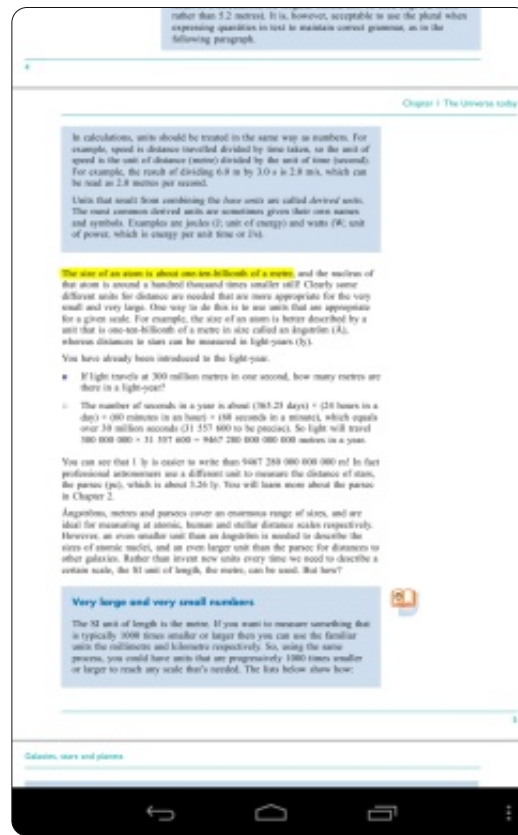 rather than 5.2 metres). It is, however, acceptable to use the plural when
expressing quantities in text to maintain correct grammar, as in the
following paragraph.
4
Chapter 1 The Universe today
In calculations, units should be treated in the same way as numbers. For
example, speed is distance travelled divided by time taken, so the unit of
speed is the unit of distance (metre) divided by the unit of time (second).
For example, the result of dividing 6.0 m by 3.0 s is 2.0 m/s, which can
be read as 2.0 metres per second.
Units that result from combining the base units are called derived units.
The most common derived units are sometimes given their own names
and symbols. Examples are joules (J; unit of energy) and watts (W; unit
of power, which is energy per unit time or J/s).
The size of an atom is about one-ten-billionth of a metre, and the nucleus of
that atom is around a hundred thousand times smaller still! Clearly some
different units for distance are needed that are more appropriate for the very
small and very large. One way to do this is to use units that are appropriate
for a given scale. For example, the size of an atom is better described by a
unit that is one-ten-billionth of a metre in size called an ångström (Å),
whereas distances to stars can be measured in light-years (ly).
You have already been introduced to the light-year.
If light travels at 300 million metres in one second, how many metres are
there in a light-year?
The number of seconds in a year is about (365.25 days) × (24 hours in a
day) × (60 minutes in an hour) × (60 seconds in a minute), which equals
over 30 million seconds (31 557 600 to be precise). So light will travel
300 000 000 × 31 557 600 = 9467 280 000 000 000 metres in a year.
You can see that 1 ly is easier to write than 9467 280 000 000 000 m! In fact
professional astronomers use a different unit to measure the distance of stars,
the parsec (pc), which is about 3.26 ly. You will learn more about the parsec
in Chapter 2.
Ångströms, metres and parsecs cover an enormous range of sizes, and are
ideal for measuring at atomic, human and stellar distance scales respectively.
However, an even smaller unit than an ångström is needed to describe the
sizes of atomic nuclei, and an even larger unit than the parsec for distances to
other galaxies. Rather than invent new units every time we need to describe a
certain scale, the SI unit of length, the metre, can be used. But how?
Very large and very small numbers
The SI unit of length is the metre. If you want to measure something that
is typically 1000 times smaller or larger then you can use the familiar
units the millimetre and kilometre respectively. So, using the same
process, you could have units that are progressively 1000 times smaller
or larger to reach any scale that's needed. The lists below show how:
5
Galaxies, stars and planets